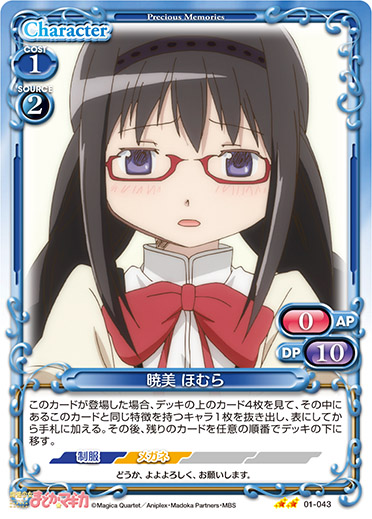 Precious Memories
Character
COST
1
SOURCE
2
0 AP
DP 10
暁美 ほむら
このカードが登場した場合、デッキの上のカード4枚を見て、その中に
あるこのカードと同じ特徴を持つキャラ1枚を抜き出し、表にしてか
ら手札に加える。その後、残りのカードを任意の順番でデッキの下に
移す。
制服 メガネ
どうか、よよよろしく、お願いします。
まどか☆マギカ
©Magica Quartet／Aniplex・Madoka Partners・MBS
01-043